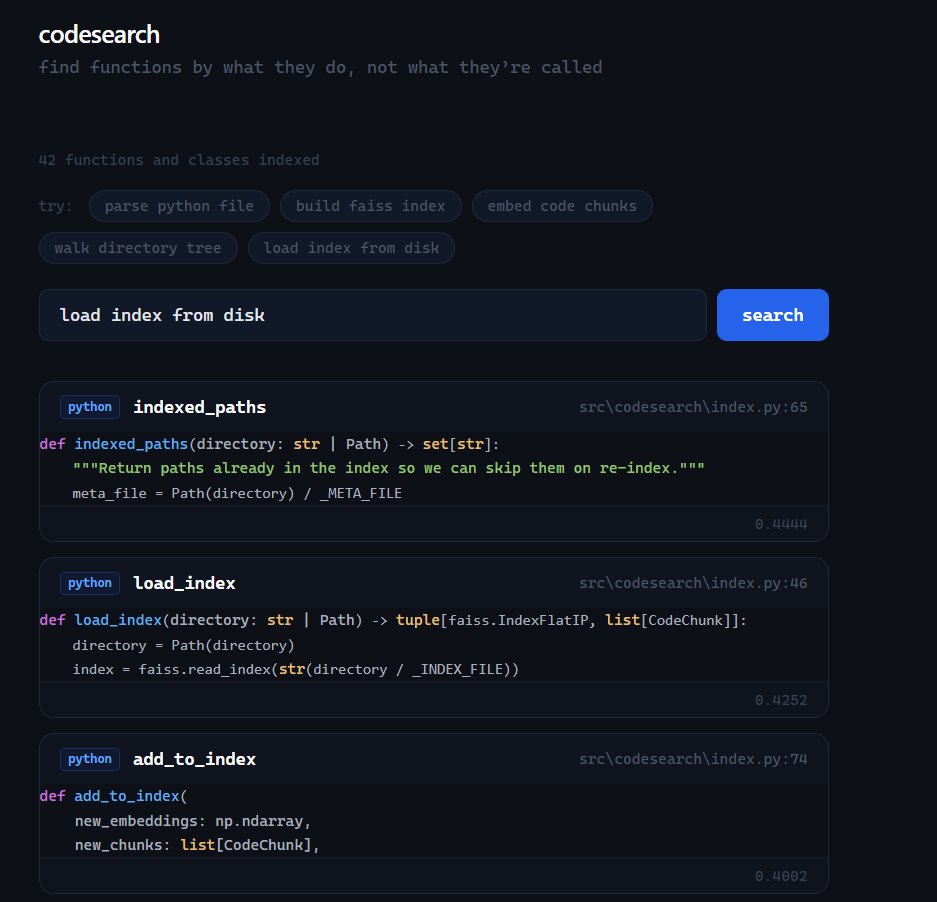 codesearch
find functions by what they do, not what they're called
42 functions and classes indexed
try: parse python file build faiss index embed code chunks
walk directory tree load index from disk
load index from disk search
python indexed_paths src\codesearch\index.py:65
def indexed_paths(directory: str | Path) -> set[str]:
    """Return paths already in the index so we can skip them on re-index."""
    meta_file = Path(directory) / _META_FILE
0.4444
python load_index src\codesearch\index.py:46
def load_index(directory: str | Path) -> tuple[faiss.IndexFlatIP, list[CodeChunk]]:
    directory = Path(directory)
    index = faiss.read_index(str(directory / _INDEX_FILE))
0.4252
python add_to_index src\codesearch\index.py:74
def add_to_index(
    new_embeddings: np.ndarray,
    new_chunks: list[CodeChunk],
0.4002